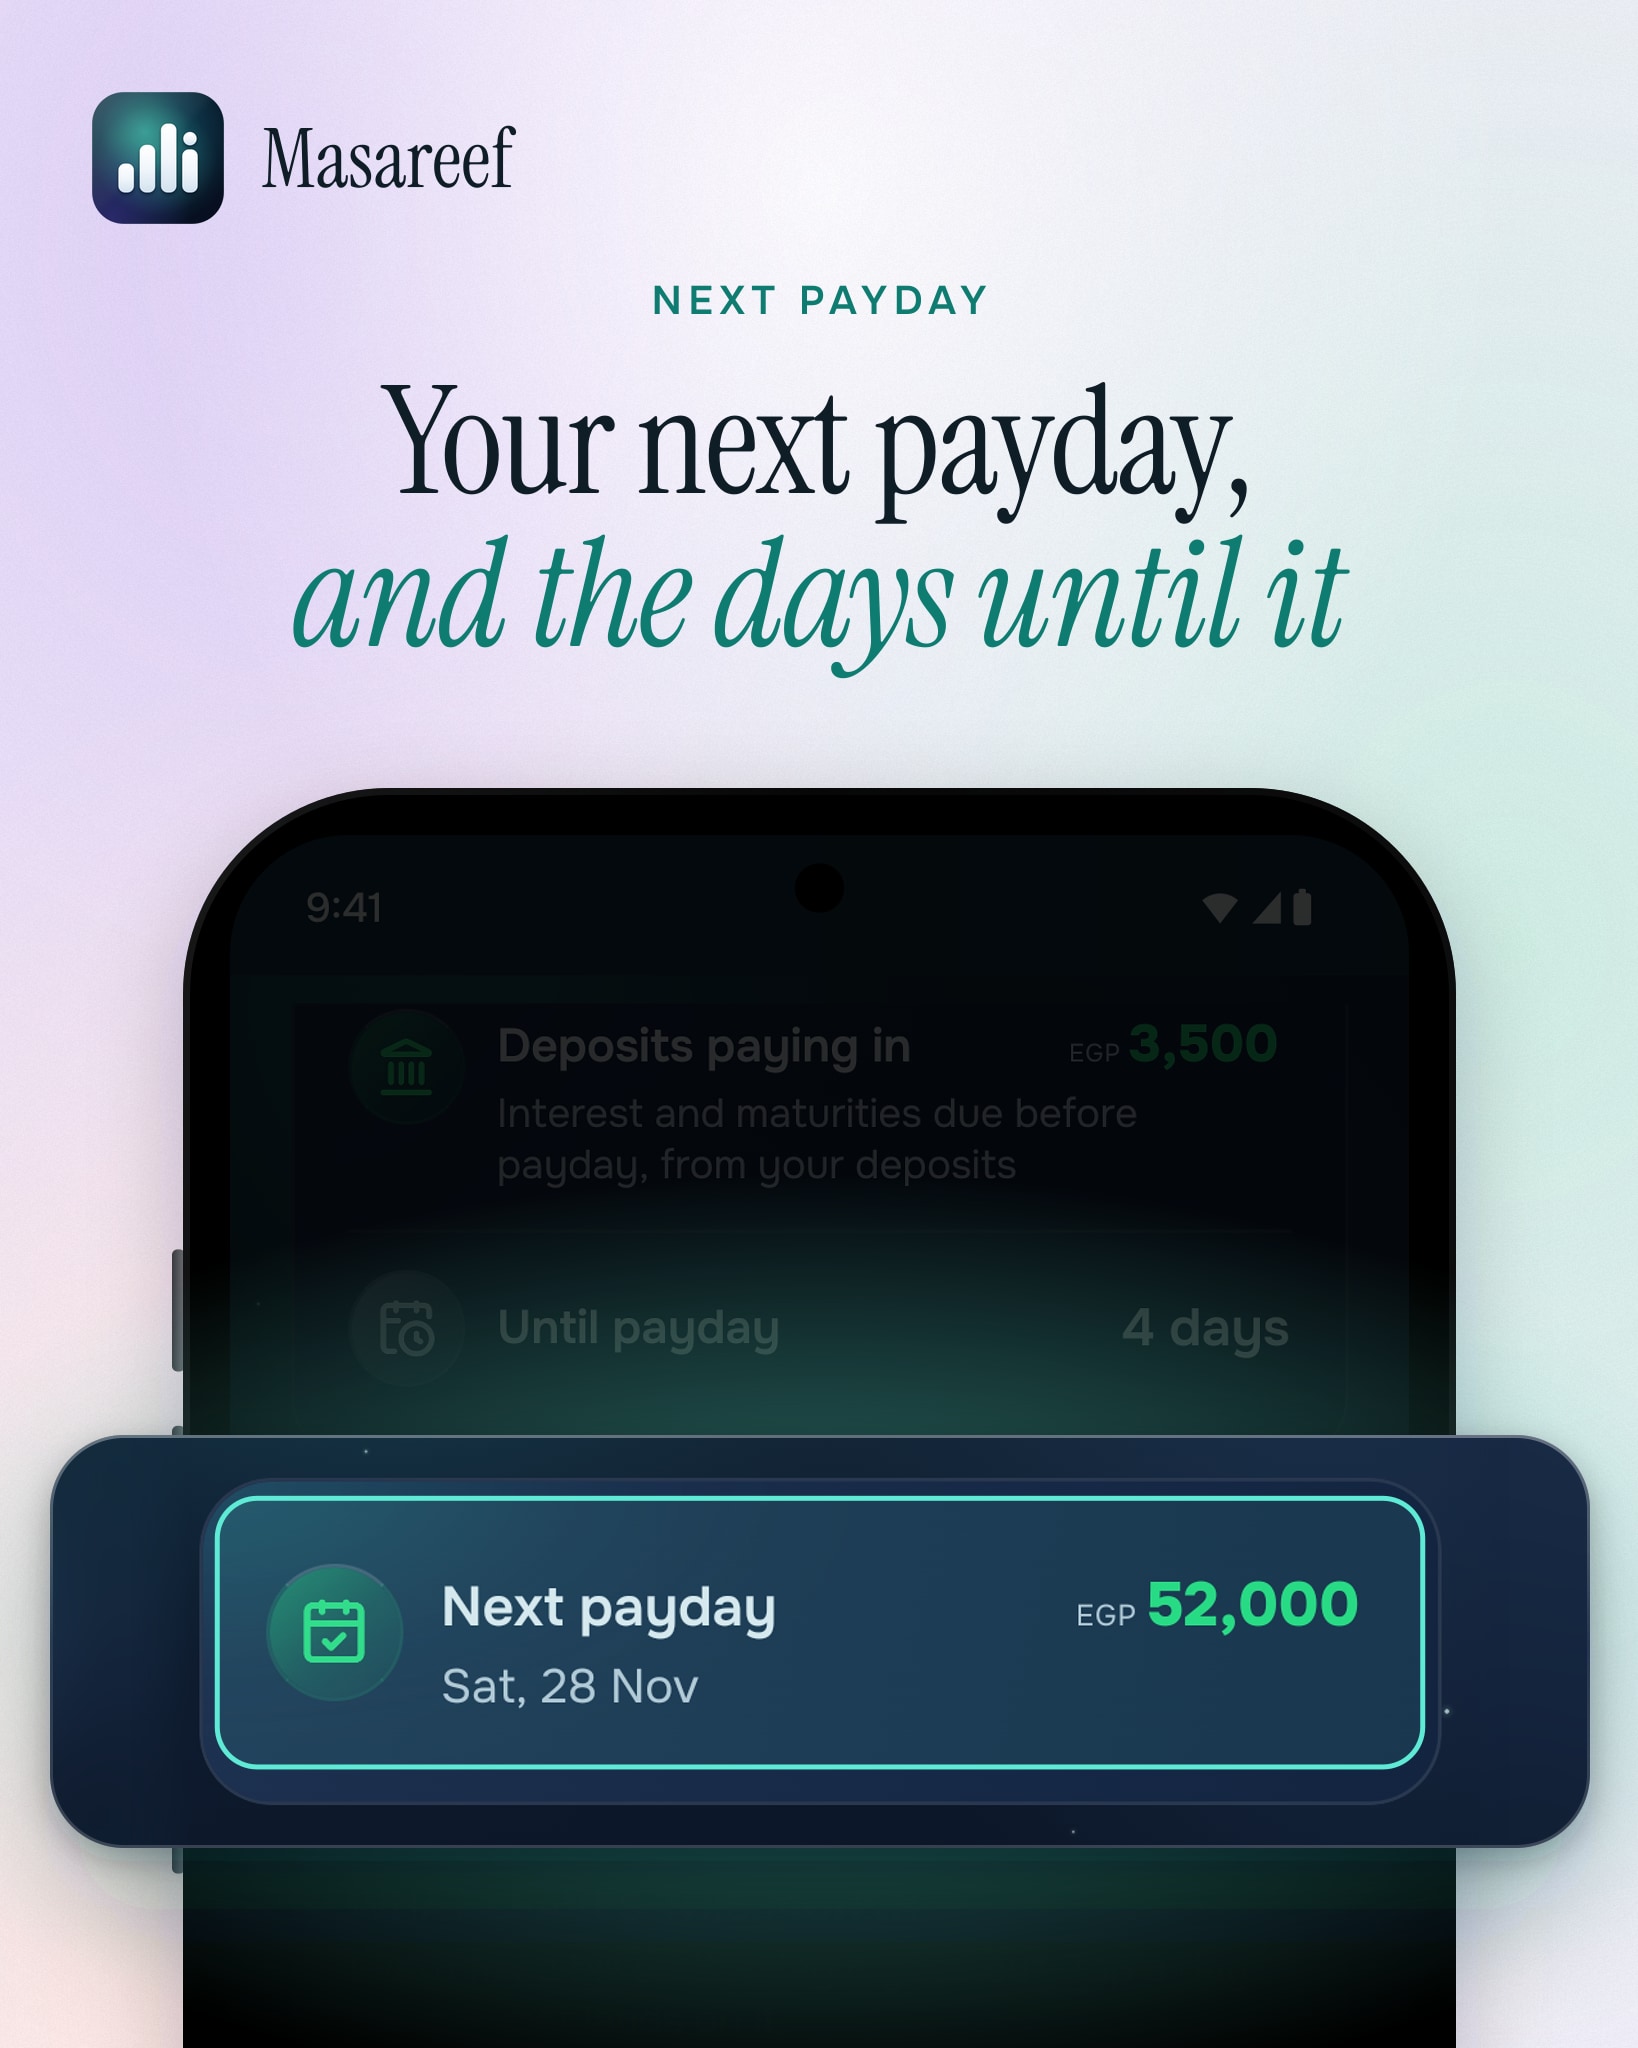 Masareef
NEXT PAYDAY
Your next payday,
and the days until it
9:41
Deposits paying in EGP 3,500
Interest and maturities due before
payday, from your deposits
Until payday 4 days
Next payday EGP 52,000
Sat, 28 Nov